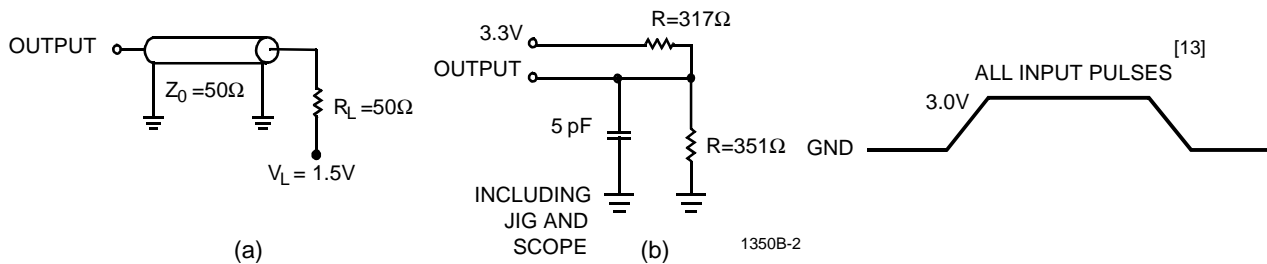 OUTPUT
Z0 =50Ω
RL =50Ω
VL = 1.5V
(a)
R=317Ω
3.3V
OUTPUT
5 pF
R=351Ω
INCLUDING
JIG AND
SCOPE
(b)
1350B-2
ALL INPUT PULSES [13]
3.0V
GND